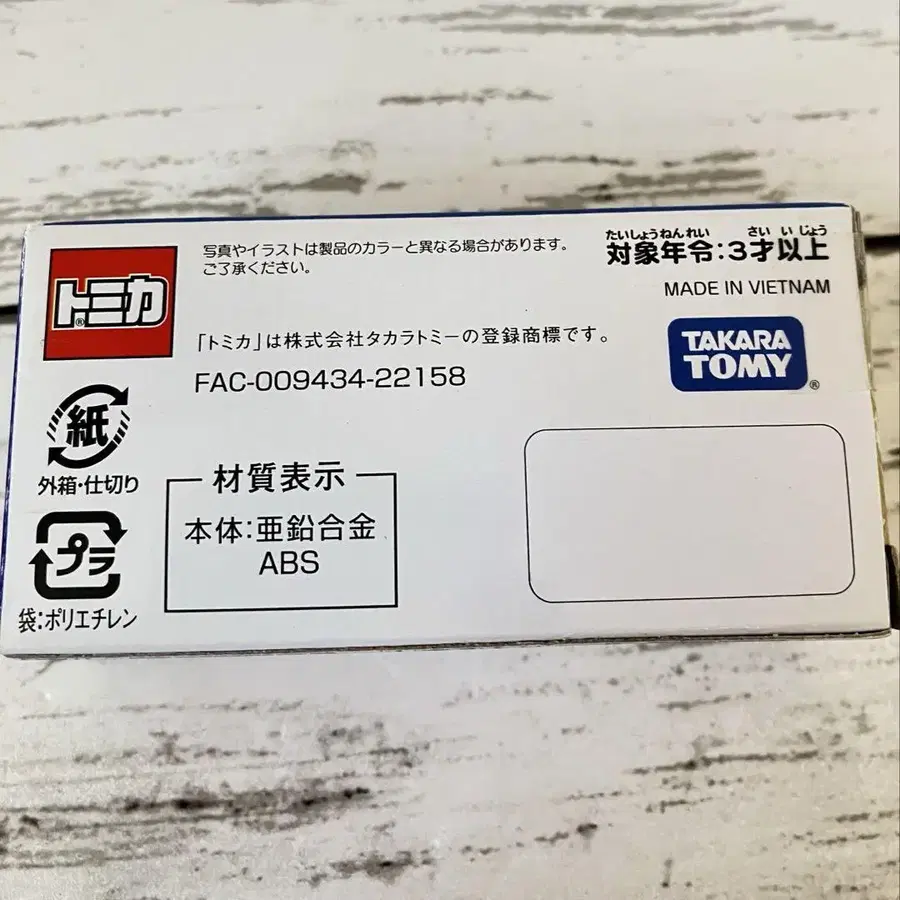 トミカ
®
写真やイラストは製品のカラーと異なる場合があります。
ご了承ください。
たいしょうねんれい さい いじょう
対象年令:3才以上
MADE IN VIETNAM
「トミカ」は株式会社タカラトミーの登録商標です。
TAKARA
TOMY
®
FAC-009434-22158
紙
外箱・仕切り
プラ
袋:ポリエチレン
材質表示
本体:亜鉛合金
ABS